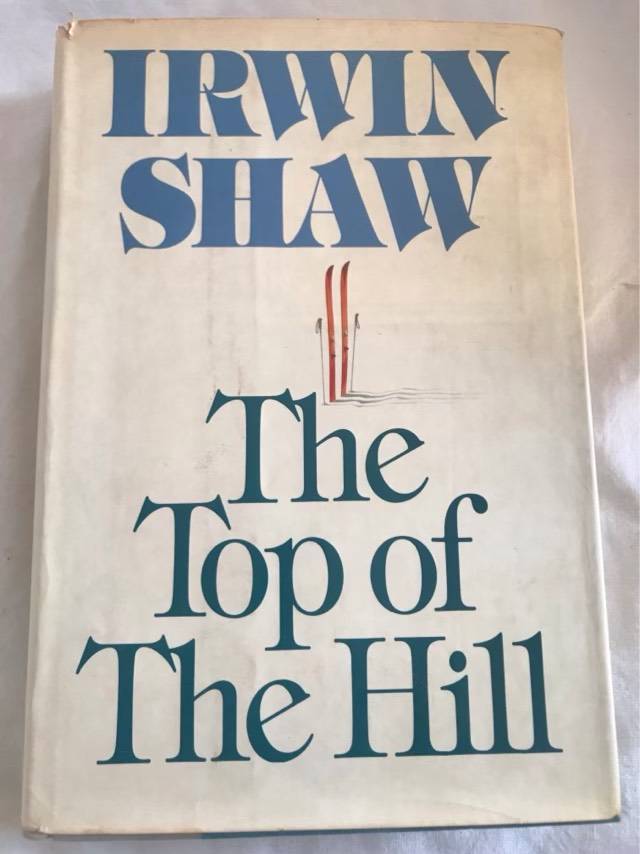 IRWIN
SHAW
The
Top of
The Hill